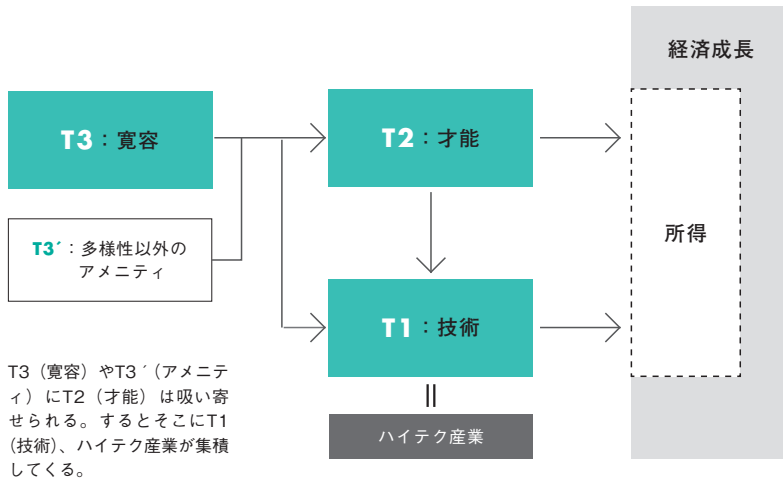 経済成長
T3：寛容
T2：才能
T3´：多様性以外の
アメニティ
所得
T1：技術
ハイテク産業
T3（寛容）やT3´（アメニテ
ィ）にT2（才能）は吸い寄
せられる。するとそこにT1
（技術）、ハイテク産業が集積
してくる。